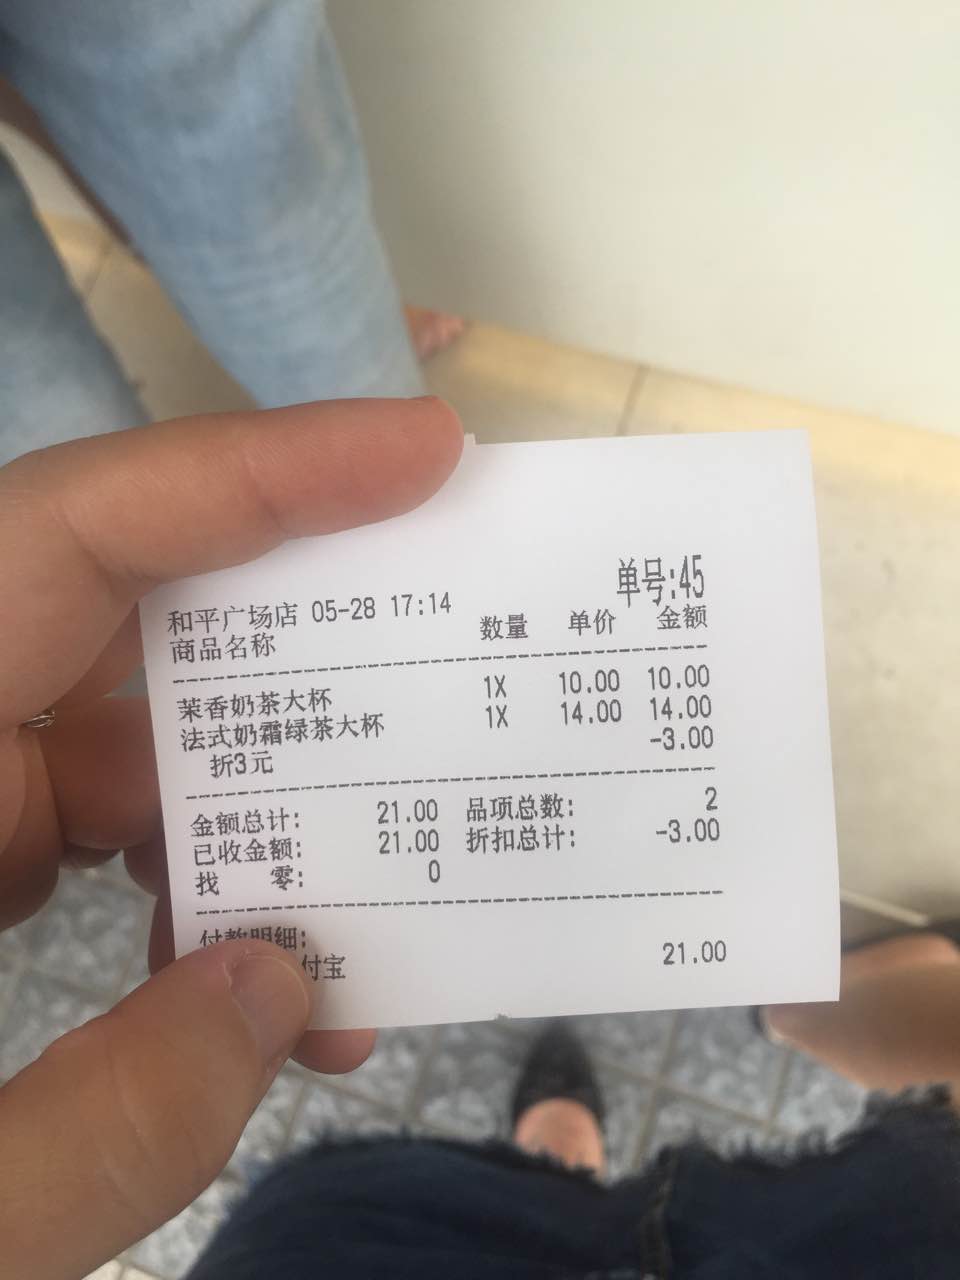 单号:45
和平广场店 05-28 17:14
商品名称 数量 单价 金额
茉香奶茶大杯 1X 10.00 10.00
法式奶霜绿茶大杯 1X 14.00 14.00
折3元 -3.00
金额总计: 21.00 品项总数: 2
已收金额: 21.00 折扣总计: -3.00
找 零: 0
付款明细:
付宝 21.00